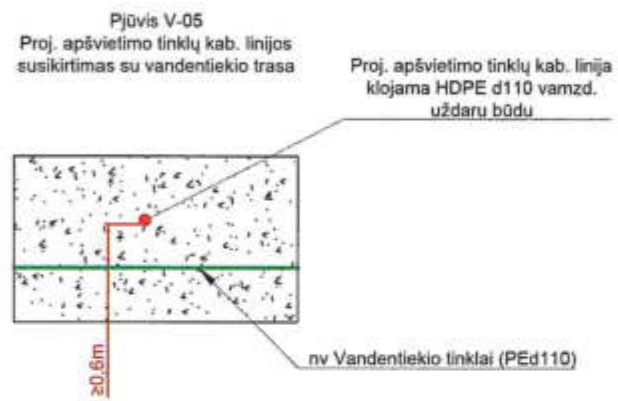 Pjūvis V-05
Proj. apšvietimo tinklų kab. linijos
susikirtimas su vandentiekio trasa
Proj. apšvietimo tinklų kab. linija
klojama HDPE d110 vamzd.
uždaru būdu
nv Vandentiekio tinklai (PEd110)
≥0,6m